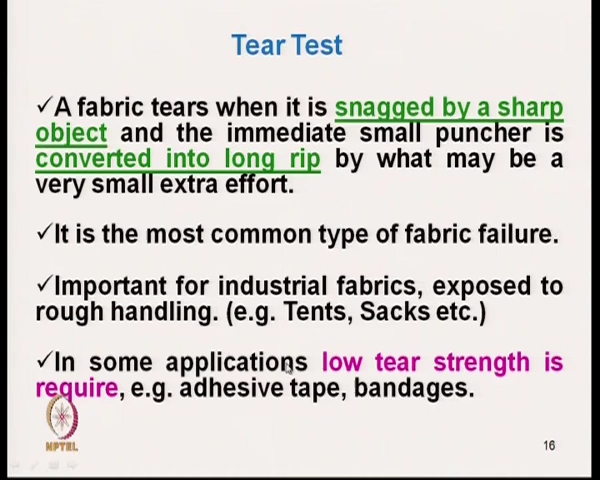 Tear Test
✓A fabric tears when it is snagged by a sharp
object and the immediate small puncher is
converted into long rip by what may be a
very small extra effort.
✓It is the most common type of fabric failure.
✓Important for industrial fabrics, exposed to
rough handling. (e.g. Tents, Sacks etc.)
✓In some applications low tear strength is
require, e.g. adhesive tape, bandages.
NPTEL
16